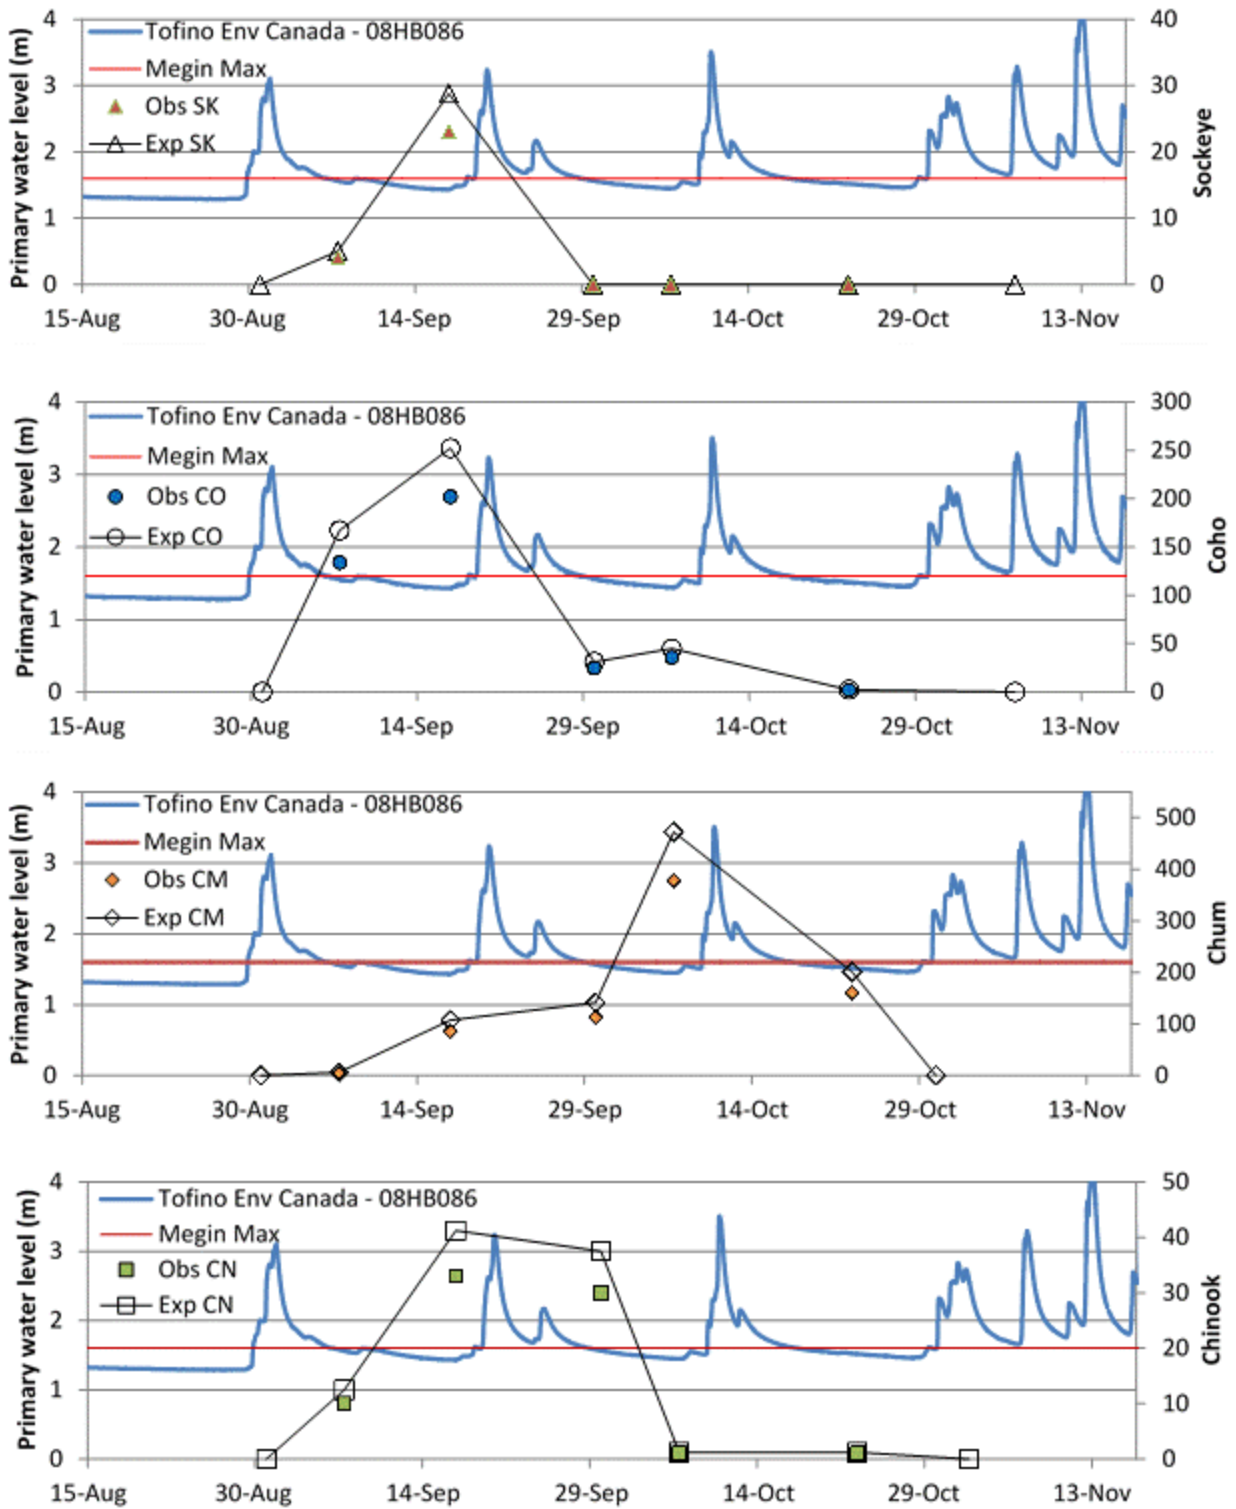 Primary water level (m)
4
3
2
1
0
Tofino Env Canada - 08HB086
Megin Max
Obs SK
Exp SK
40
30
20
10
0
Sockeye
15-Aug 30-Aug 14-Sep 29-Sep 14-Oct 29-Oct 13-Nov
Primary water level (m)
4
3
2
1
0
Tofino Env Canada - 08HB086
Megin Max
Obs CO
Exp CO
300
250
200
150
100
50
0
Coho
15-Aug 30-Aug 14-Sep 29-Sep 14-Oct 29-Oct 13-Nov
Primary water level (m)
4
3
2
1
0
Tofino Env Canada - 08HB086
Megin Max
Obs CM
Exp CM
500
400
300
200
100
0
Chum
15-Aug 30-Aug 14-Sep 29-Sep 14-Oct 29-Oct 13-Nov
Primary water level (m)
4
3
2
1
0
Tofino Env Canada - 08HB086
Megin Max
Obs CN
Exp CN
50
40
30
20
10
0
Chinook
15-Aug 30-Aug 14-Sep 29-Sep 14-Oct 29-Oct 13-Nov